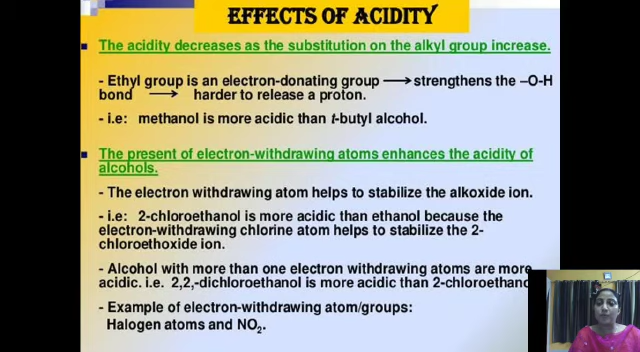 EFFECTS OF ACIDITY
The acidity decreases as the substitution on the alkyl group increase.
- Ethyl group is an electron-donating group ⟶ strengthens the –O-H
bond ⟶ harder to release a proton.
- i.e: methanol is more acidic than t-butyl alcohol.
The present of electron-withdrawing atoms enhances the acidity of
alcohols.
- The electron withdrawing atom helps to stabilize the alkoxide ion.
- i.e: 2-chloroethanol is more acidic than ethanol because the
electron-withdrawing chlorine atom helps to stabilize the 2-
chloroethoxide ion.
- Alcohol with more than one electron withdrawing atoms are more
acidic. i.e. 2,2,-dichloroethanol is more acidic than 2-chloroethano
- Example of electron-withdrawing atom/groups:
Halogen atoms and NO₂.